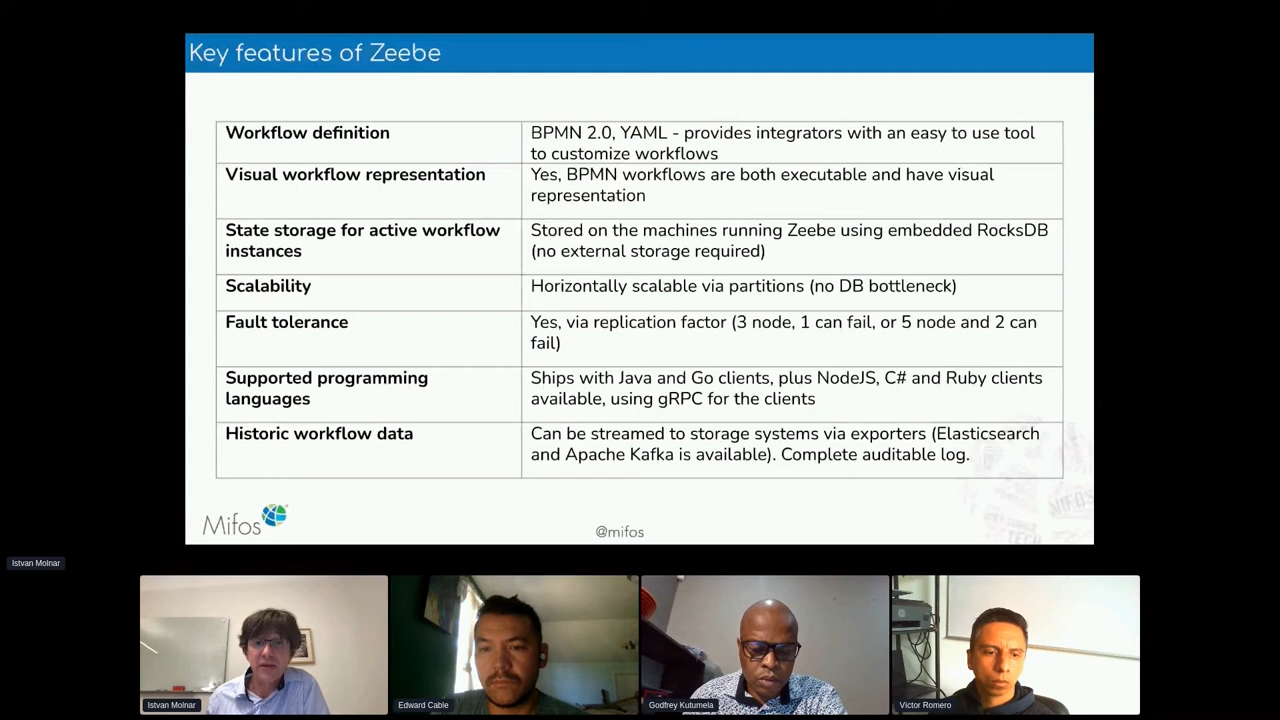 Key features of Zeebe
Workflow definition
BPMN 2.0, YAML - provides integrators with an easy to use tool
to customize workflows
Visual workflow representation
Yes, BPMN workflows are both executable and have visual
representation
State storage for active workflow
instances
Stored on the machines running Zeebe using embedded RocksDB
(no external storage required)
Scalability
Horizontally scalable via partitions (no DB bottleneck)
Fault tolerance
Yes, via replication factor (3 node, 1 can fail, or 5 node and 2 can
fail)
Supported programming
languages
Ships with Java and Go clients, plus NodeJS, C# and Ruby clients
available, using gRPC for the clients
Historic workflow data
Can be streamed to storage systems via exporters (Elasticsearch
and Apache Kafka is available). Complete auditable log.
Mifos
@mifos
MIFOS
TECH
Istvan Molnar
Istvan Molnar
Edward Cable
Godfrey Kutumela
Víctor Romero